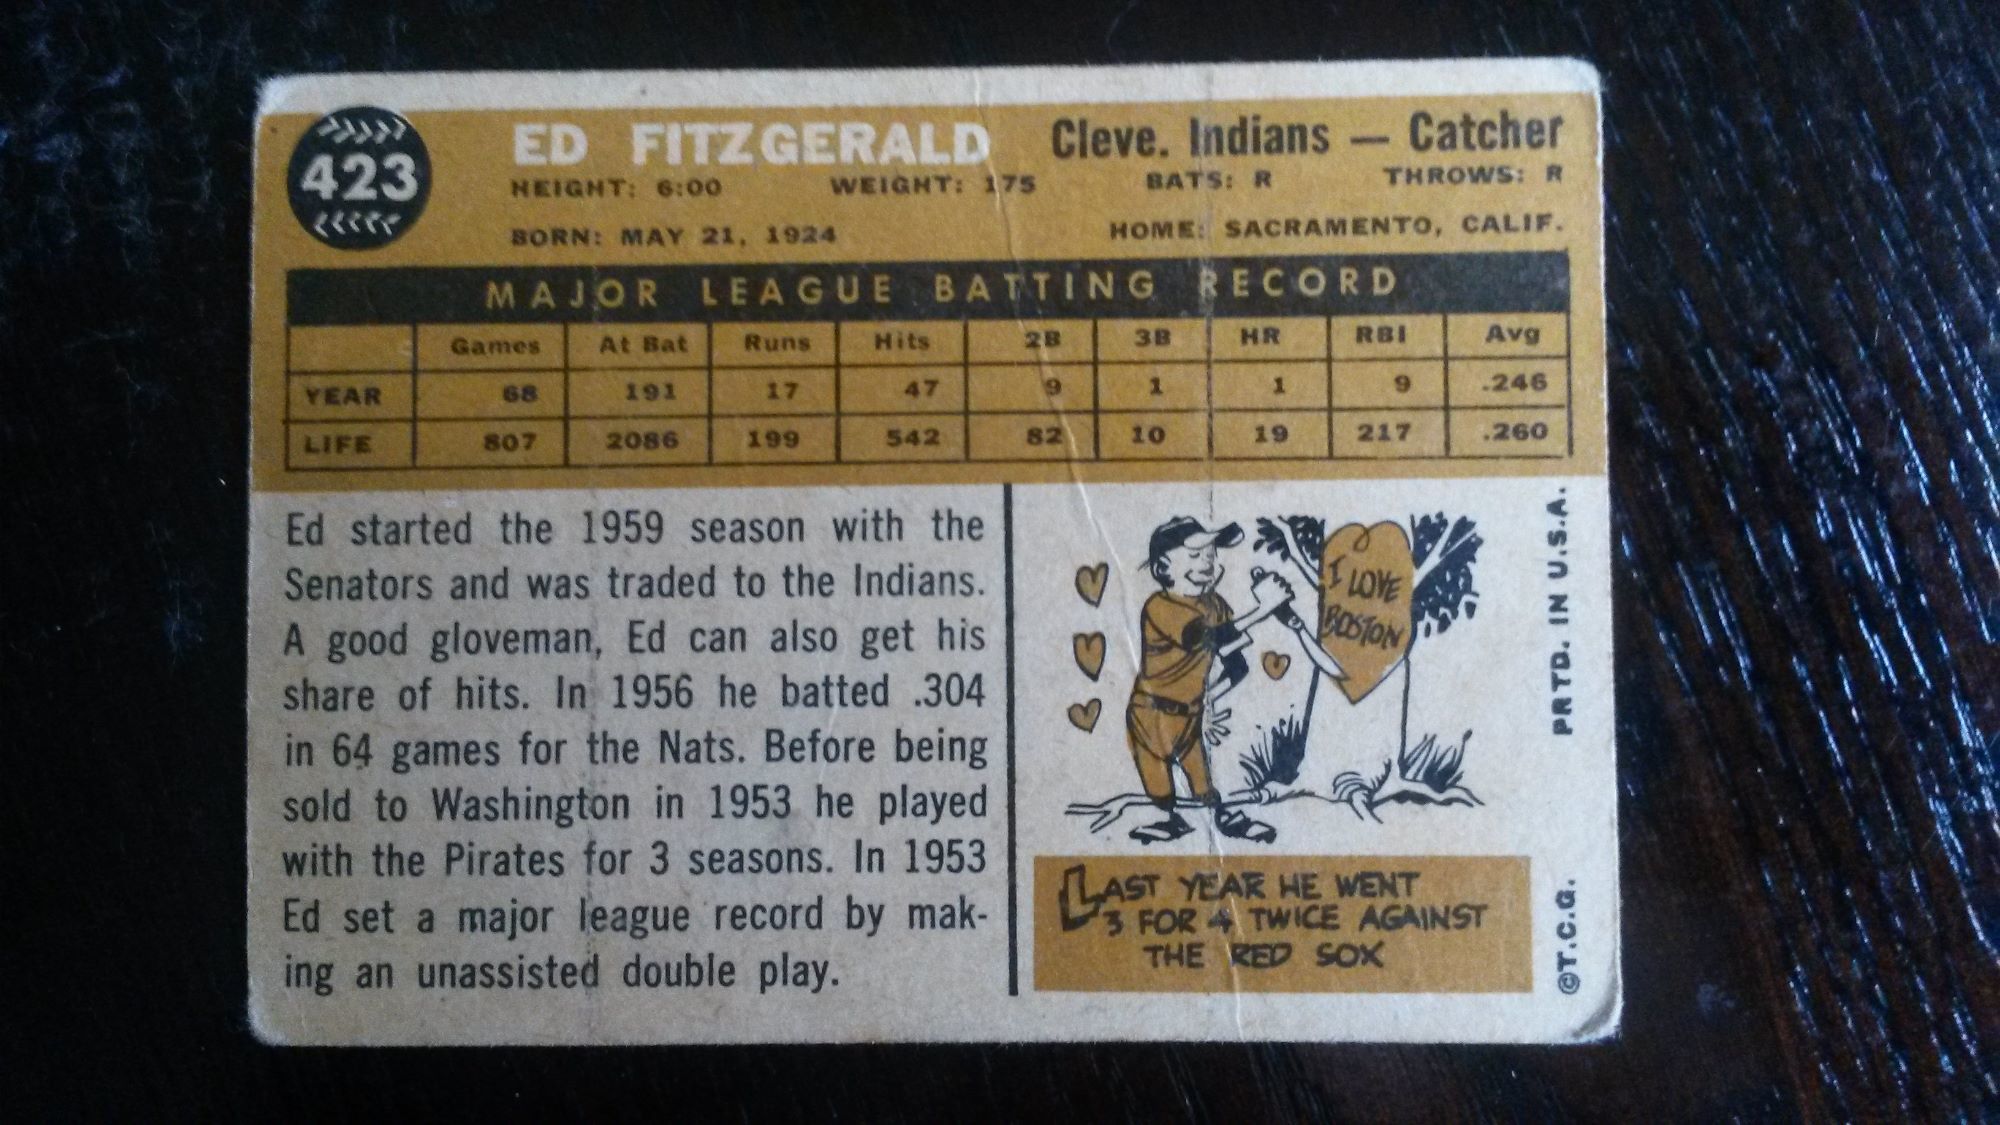 423
ED FITZGERALD Cleve. Indians — Catcher
HEIGHT: 6:00 WEIGHT: 175 BATS: R THROWS: R
BORN: MAY 21, 1924 HOME: SACRAMENTO, CALIF.
MAJOR LEAGUE BATTING RECORD
Games At Bat Runs Hits 2B 3B HR RBI Avg
YEAR 68 191 17 47 9 1 1 9 .246
LIFE 807 2086 199 542 82 10 19 217 .260
Ed started the 1959 season with the
Senators and was traded to the Indians.
A good gloveman, Ed can also get his
share of hits. In 1956 he batted .304
in 64 games for the Nats. Before being
sold to Washington in 1953 he played
with the Pirates for 3 seasons. In 1953
Ed set a major league record by mak-
ing an unassisted double play.
I LOVE
BOSTON
LAST YEAR HE WENT
3 FOR 4 TWICE AGAINST
THE RED SOX
PRTD. IN U.S.A.
©T.C.G.